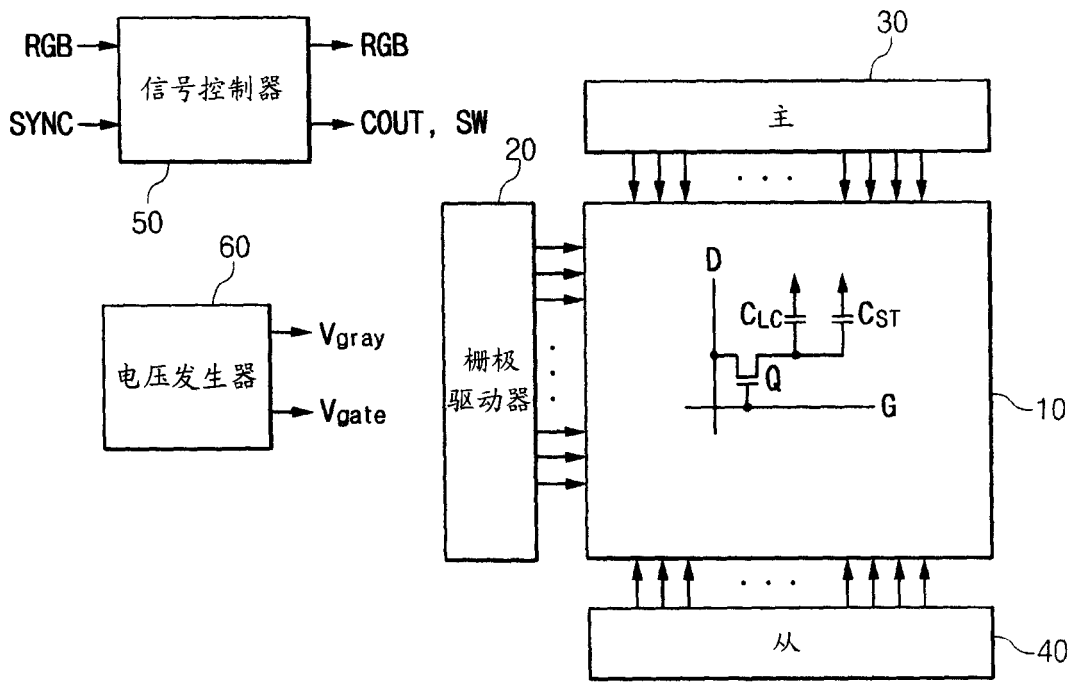 RGB
信号控制器
RGB
SYNC
COUT, SW
50
60
电压发生器
Vgray
Vgate
20
栅极
驱动器
30
主
D
CLC
CST
Q
G
10
从
40